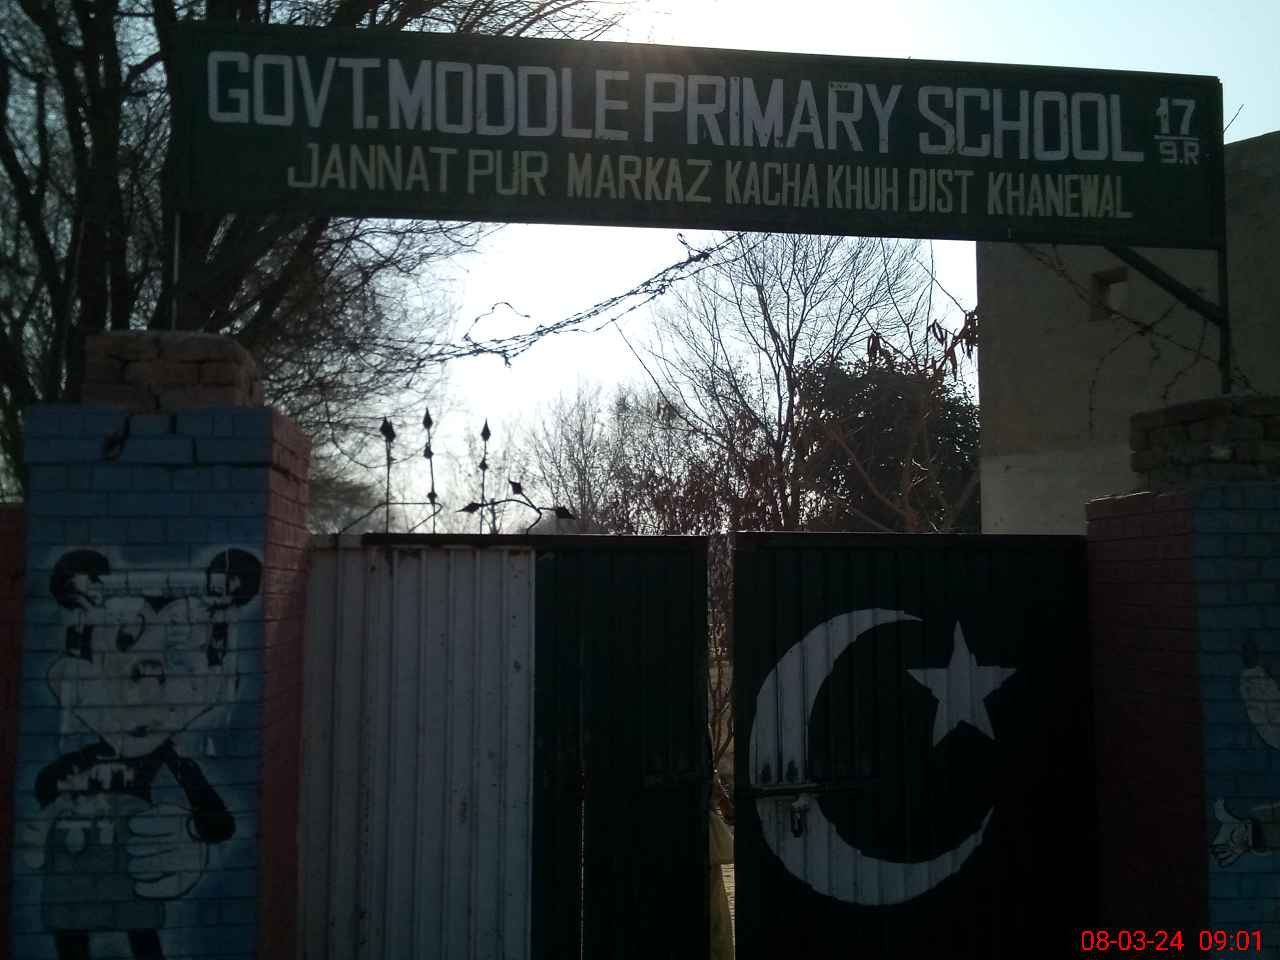 GOVT. MODDLE PRIMARY SCHOOL 17
9.R
JANNAT PUR MARKAZ KACHA KHUH DIST KHANEWAL
08-03-24 09:01